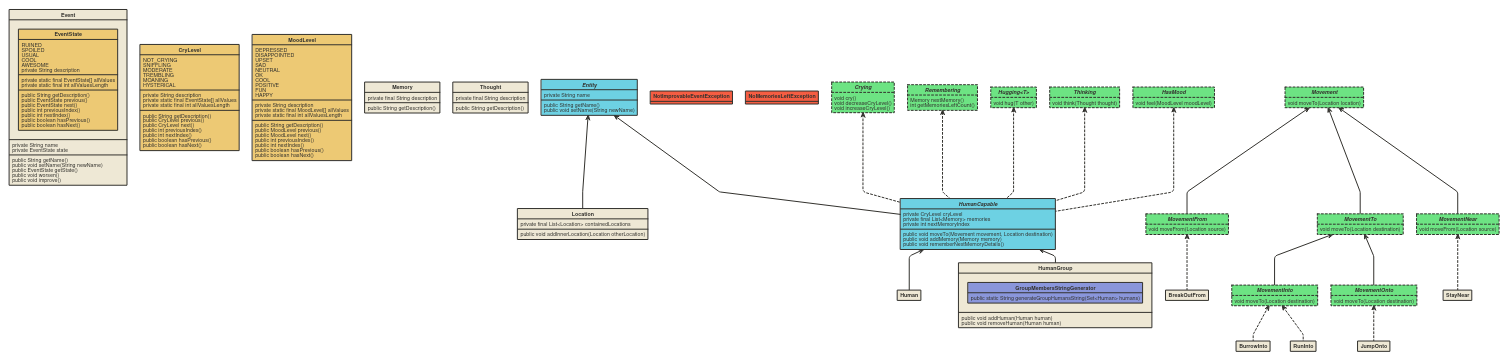 Event
EventState
RUINED
SPOILED
USUAL
COOL
AWESOME
private String description
private static final EventState[] allValues
private static final int allValuesLength
public String getDescription()
public EventState previous()
public EventState next()
public int previousIndex()
public int nextIndex()
public boolean hasPrevious()
public boolean hasNext()
private String name
private EventState state
public String getName()
public void setName(String newName)
public EventState getState()
public void worsen()
public void improve()
CryLevel
NOT_CRYING
SNIFFLING
MODERATE
TREMBLING
MOANING
HYSTERICAL
private String description
private static final EventState[] allValues
private static final int allValuesLength
public String getDescription()
public CryLevel previous()
public CryLevel next()
public int previousIndex()
public int nextIndex()
public boolean hasPrevious()
public boolean hasNext()
MoodLevel
DEPRESSED
DISAPPOINTED
UPSET
SAD
NEUTRAL
OK
COOL
POSITIVE
FUN
HAPPY
private String description
private static final MoodLevel[] allValues
private static final int allValuesLength
public String getDescription()
public MoodLevel previous()
public MoodLevel next()
public int previousIndex()
public int nextIndex()
public boolean hasPrevious()
public boolean hasNext()
Memory
private final String description
public String getDescription()
Thought
private final String description
public String getDescription()
Entity
private String name
public String getName()
public void setName(String newName)
NotImprovableEventException
NoMemoriesLeftException
Crying
void cry()
void decreaseCryLevel()
void increaseCryLevel()
Remembering
Memory nextMemory()
int getMemoriesLeftCount()
Hugging<T>
void hug(T other)
Thinking
void think(Thought thought)
HasMood
void feel(MoodLevel moodLevel)
Movement
void moveTo(Location location)
Location
private final List<Location> containedLocations
public void addInnerLocation(Location otherLocation)
HumanCapable
private CryLevel cryLevel
private final List<Memory> memories
private int nextMemoryIndex
public void moveTo(Movement movement, Location destination)
public void addMemory(Memory memory)
public void rememberNextMemoryDetails()
MovementFrom
void moveFrom(Location source)
MovementTo
void moveTo(Location destination)
MovementNear
void moveFrom(Location source)
Human
HumanGroup
GroupMembersStringGenerator
public static String generateGroupHumansString(Set<Human> humans)
public void addHuman(Human human)
public void removeHuman(Human human)
BreakOutFrom
MovementInto
void moveTo(Location destination)
MovementOnto
void moveTo(Location destination)
StayNear
BurrowInto
RunInto
JumpOnto